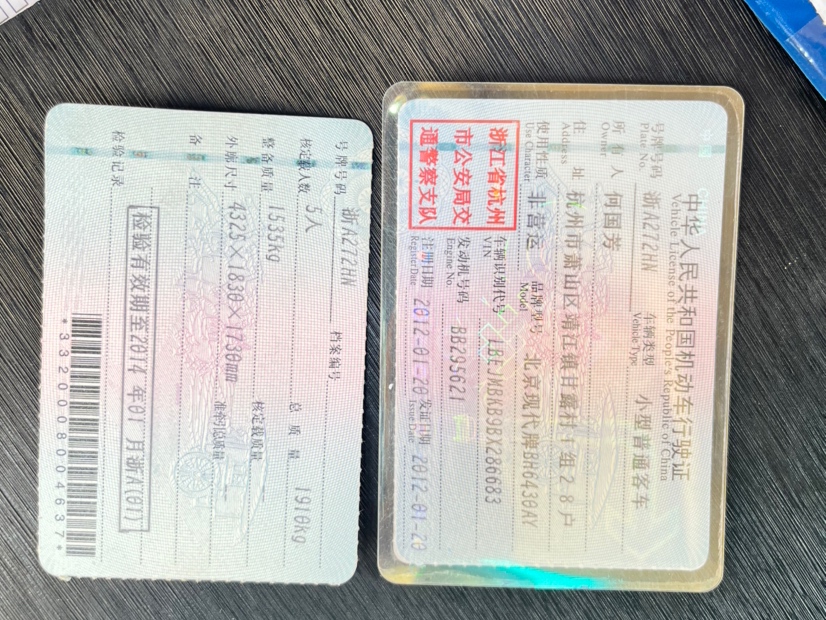 中华人民共和国机动车行驶证
Vehicle License of the People's Republic of China
号牌号码 浙A272HN 车辆类型 小型普通客车
Plate No. Vehicle Type
所有人 何国芳
Owner
住址 杭州市萧山区靖江镇甘露村1组28户
Address
使用性质 非营运 品牌型号 北京现代牌BH6430AY
Use Character Model
浙江省杭州
市公安局交
通警察支队
车辆识别代号 LBEJMBKB9BX286683
VIN
发动机号码 BB295621
Engine No.
注册日期 2012-01-20 发证日期 2012-01-20
Register Date Issue Date
号牌号码 浙A272HN 档案编号
核定载人数 5人 总质量 1910kg
整备质量 1535kg 核定载质量
外廓尺寸 4325×1830×1730mm 准牵引总质量
备注
检验记录 检验有效期至2014年01月浙A(01)
*3320008004637*